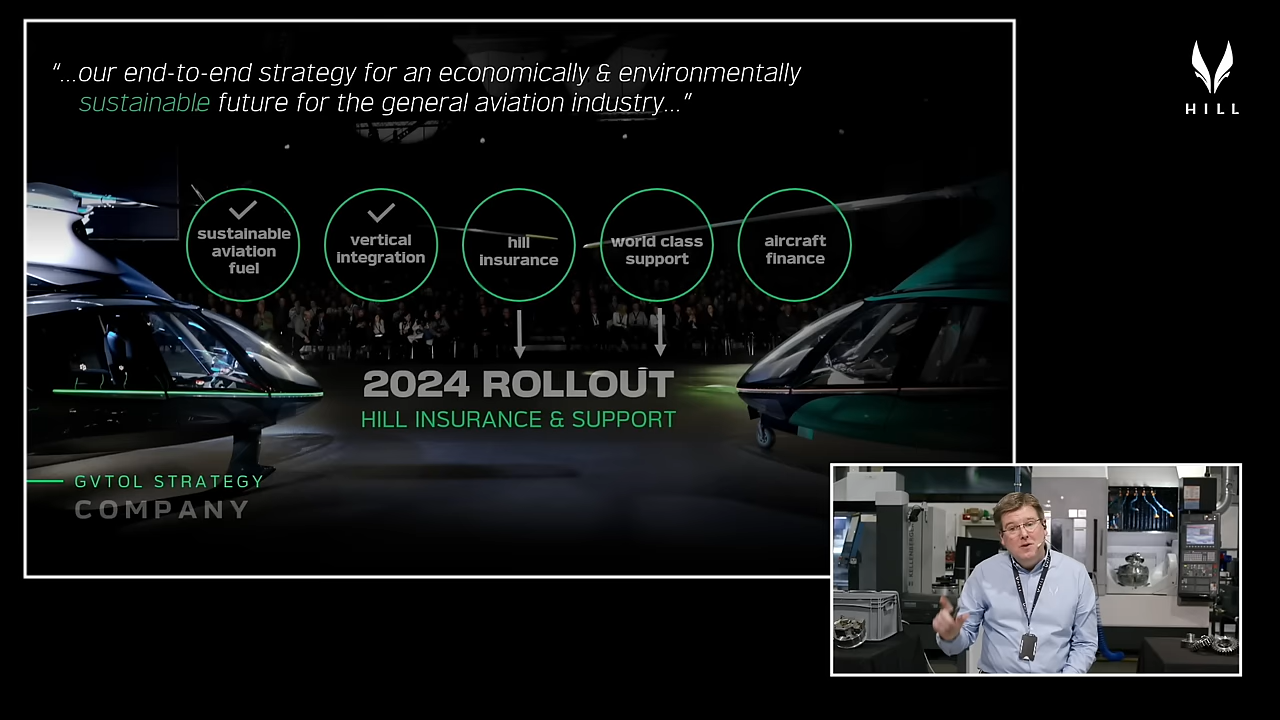 “...our end-to-end strategy for an economically & environmentally
sustainable future for the general aviation industry...”
HILL
sustainable
aviation
fuel
vertical
integration
hill
insurance
world class
support
aircraft
finance
2024 ROLLOUT
HILL INSURANCE & SUPPORT
GVTOL STRATEGY
COMPANY
KELLENBERGER